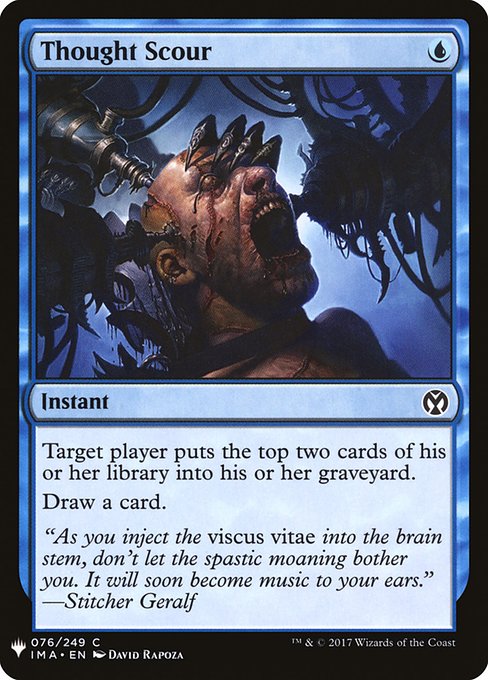 Thought Scour
Instant
Target player puts the top two cards of his
or her library into his or her graveyard.
Draw a card.
“As you inject the viscus vitae into the brain
stem, don’t let the spastic moaning bother
you. It will soon become music to your ears.”
—Stitcher Geralf
076/249 C
IMA • EN DAVID RAPOZA
™ & © 2017 Wizards of the Coast